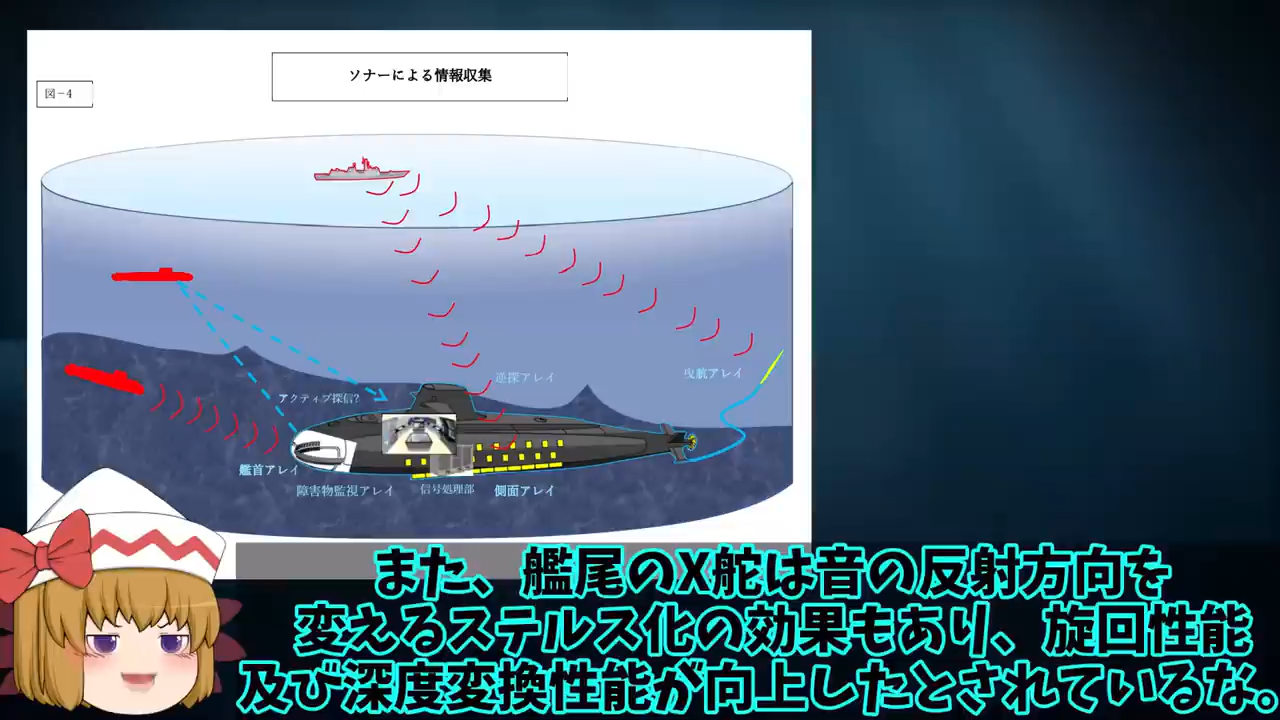 ソナーによる情報収集
図-4
逆探アレイ
曳航アレイ
アクティブ探信?
艦首アレイ
障害物監視アレイ
信号処理部
側面アレイ
また、艦尾のX舵は音の反射方向を
変えるステルス化の効果もあり、旋回性能
及び深度変換性能が向上したとされているな。